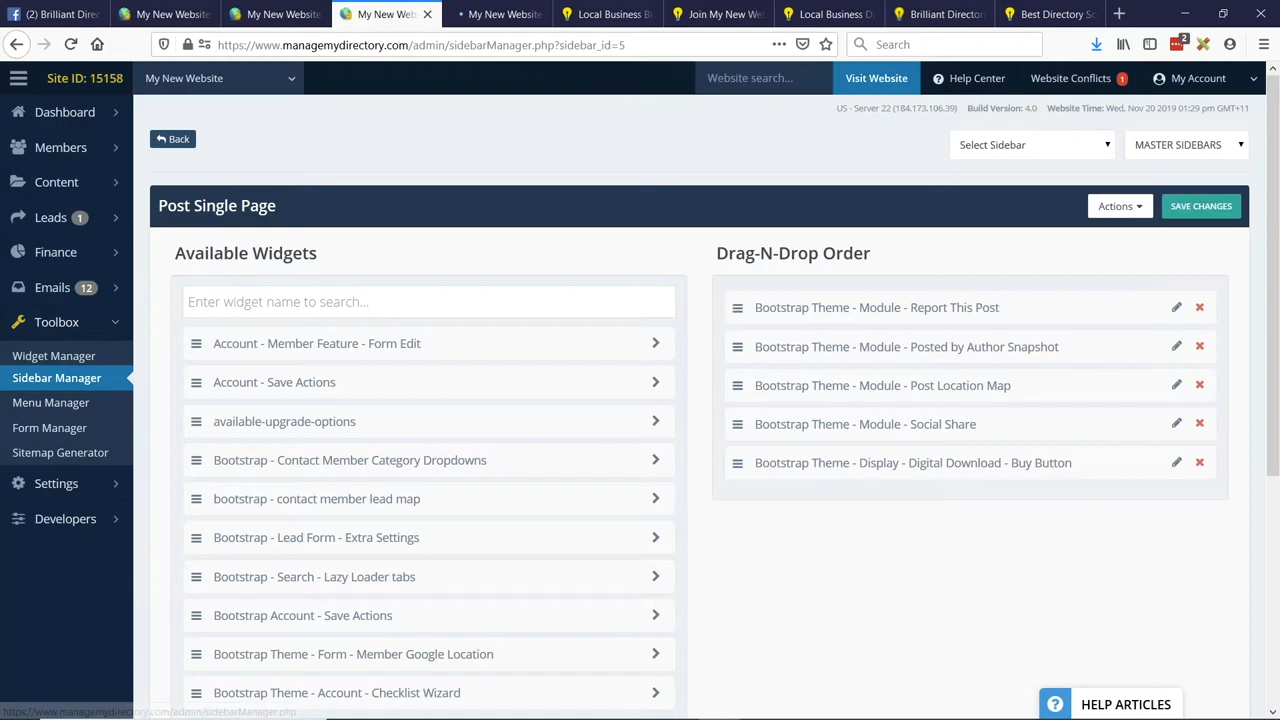 (2) Brilliant Direc
My New Website
My New Website
My New Web
My New Website
Local Business B
Join My New We
Local Business D
Brilliant Director
Best Directory So
https://www.managemydirectory.com/admin/sidebarManager.php?sidebar_id=5
Search
2
Site ID: 15158
My New Website
Website search...
Visit Website
Help Center
Website Conflicts 1
My Account
US - Server 22 (184.173.106.39) Build Version: 4.0 Website Time: Wed, Nov 20 2019 01:29 pm GMT+11
Back
Select Sidebar
MASTER SIDEBARS
Dashboard
Members
Content
Leads 1
Finance
Emails 12
Toolbox
Widget Manager
Sidebar Manager
Menu Manager
Form Manager
Sitemap Generator
Settings
Developers
Post Single Page
Actions
SAVE CHANGES
Available Widgets
Enter widget name to search...
Account - Member Feature - Form Edit
Account - Save Actions
available-upgrade-options
Bootstrap - Contact Member Category Dropdowns
bootstrap - contact member lead map
Bootstrap - Lead Form - Extra Settings
Bootstrap - Search - Lazy Loader tabs
Bootstrap Account - Save Actions
Bootstrap Theme - Form - Member Google Location
Bootstrap Theme - Account - Checklist Wizard
Drag-N-Drop Order
Bootstrap Theme - Module - Report This Post
Bootstrap Theme - Module - Posted by Author Snapshot
Bootstrap Theme - Module - Post Location Map
Bootstrap Theme - Module - Social Share
Bootstrap Theme - Display - Digital Download - Buy Button
HELP ARTICLES
https://www.managemydirectory.com/admin/sidebarManager.php